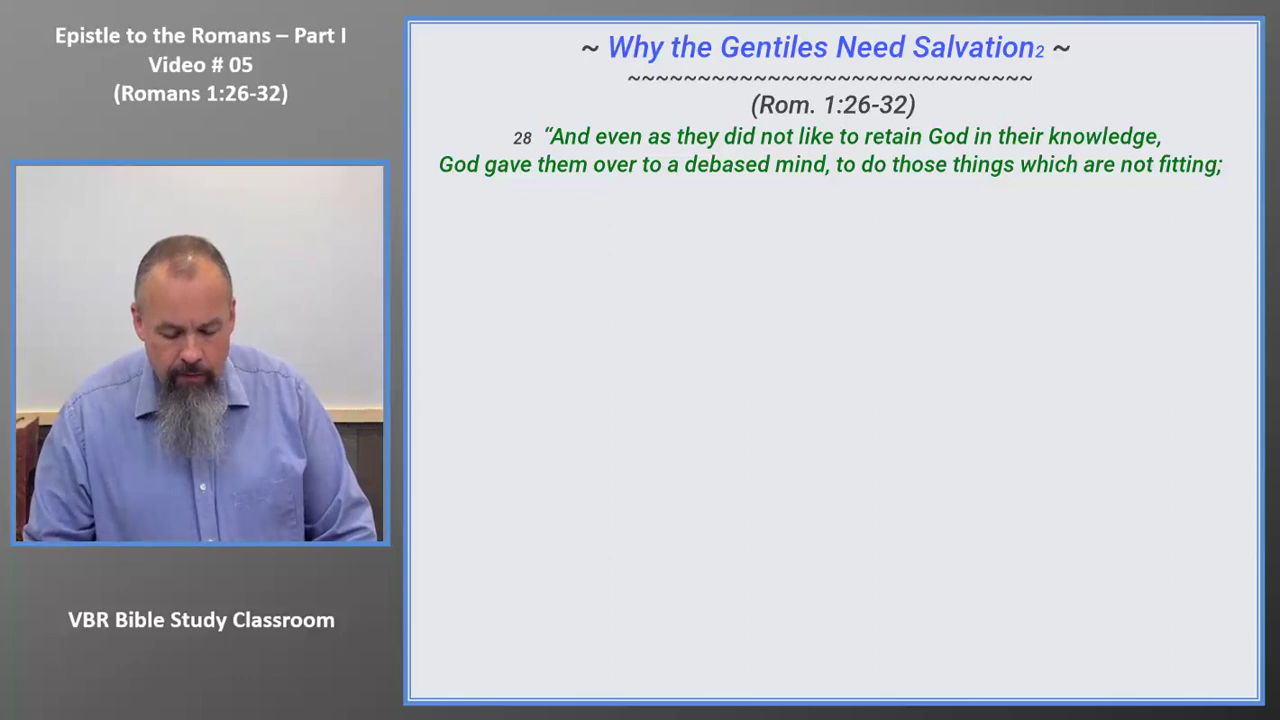 Epistle to the Romans – Part I
Video # 05
(Romans 1:26-32)
VBR Bible Study Classroom
~ Why the Gentiles Need Salvation2 ~
~~~~~~~~~~~~~~~~~~~~~~~~~~~~~
(Rom. 1:26-32)
28 “And even as they did not like to retain God in their knowledge,
God gave them over to a debased mind, to do those things which are not fitting;